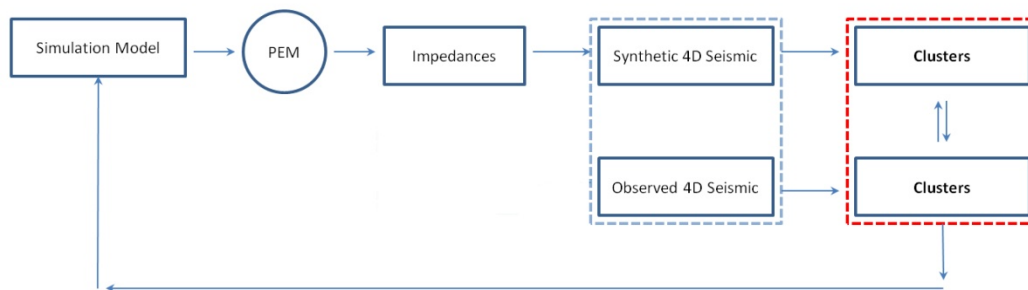 Simulation Model
PEM
Impedances
Synthetic 4D Seismic
Clusters
Observed 4D Seismic
Clusters